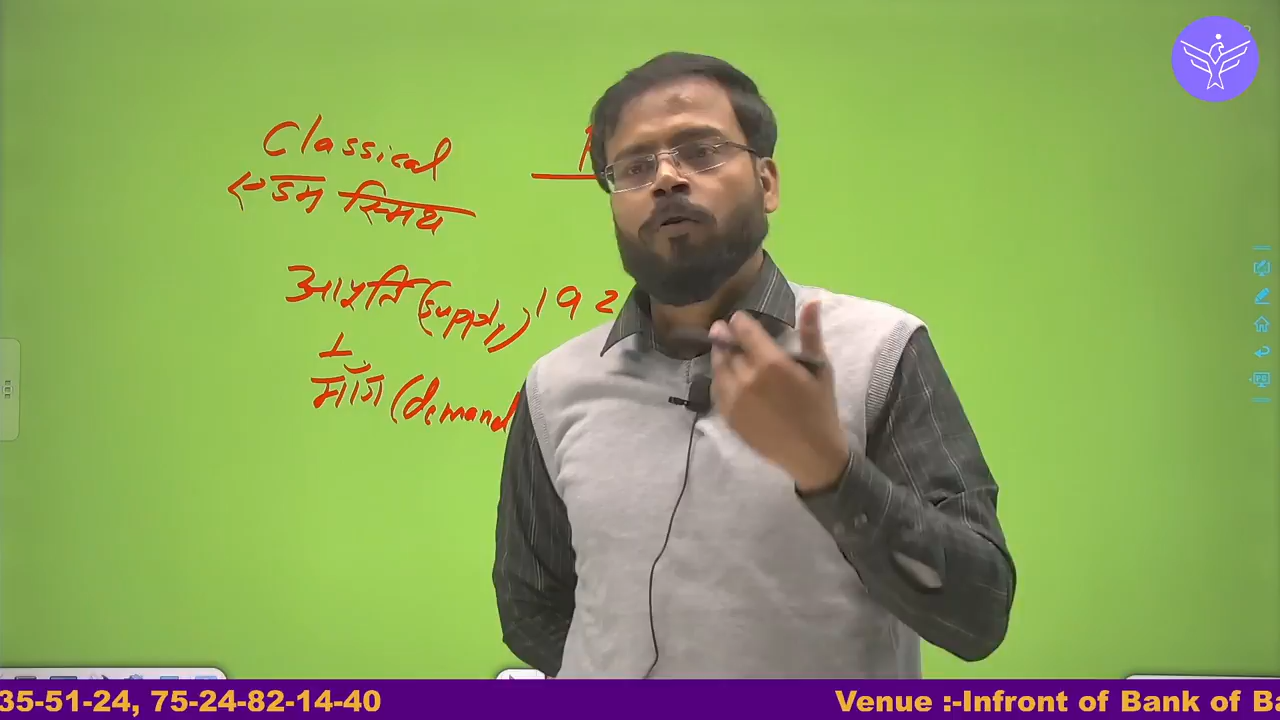 Classical
एडम स्मिथ
आपूर्ति (supply) 192
माँग (demand
35-51-24, 75-24-82-14-40
Venue :-Infront of Bank of Ba